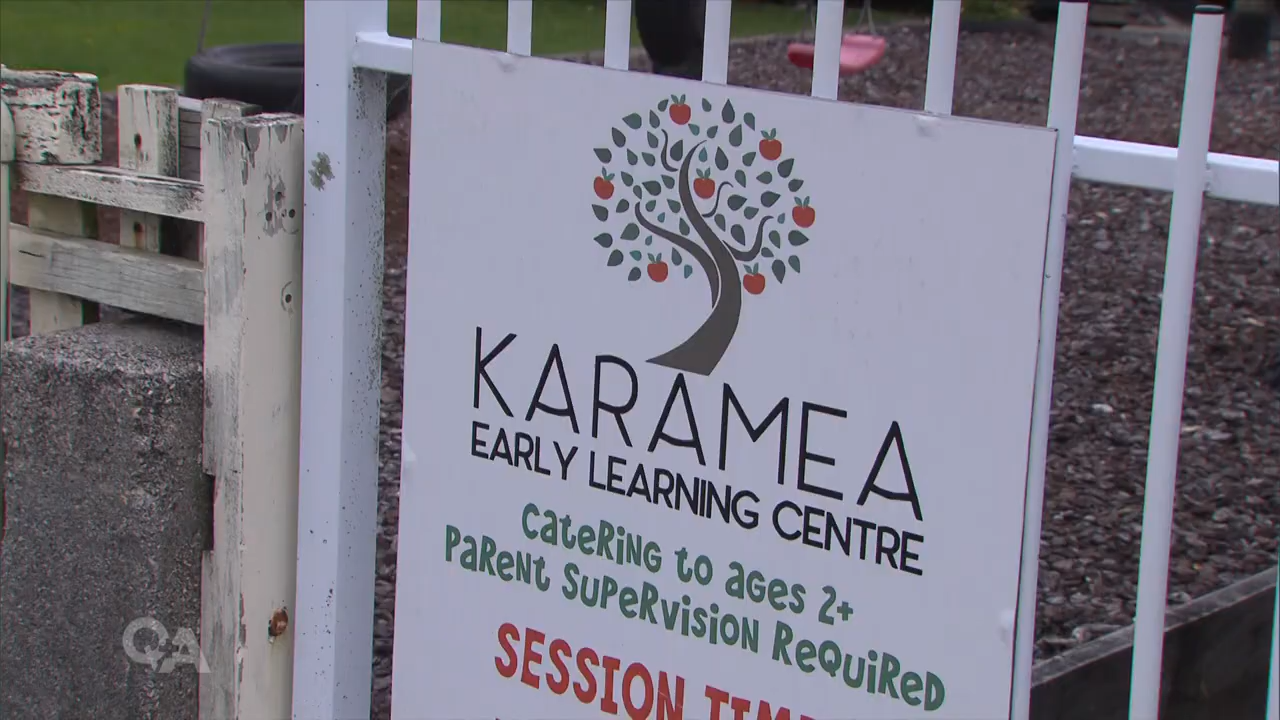 KARAMEA
EARLY LEARNING CENTRE
CateRiNG to aGes 2+
PaReNt SuPeRVisiON ReQuiReD
SESSION
Q+A